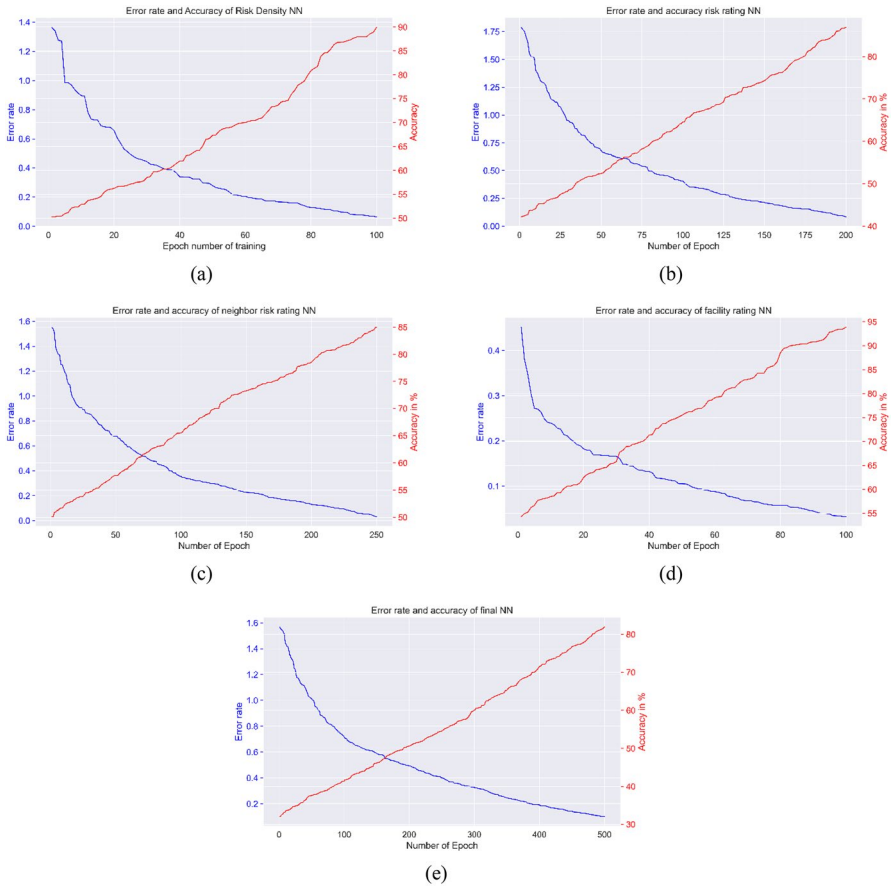 Error rate and Accuracy of Risk Density NN
1.4
1.2
1.0
0.8
0.6
0.4
0.2
0.0
Error rate
90
85
80
75
70
65
60
55
50
Accuracy
0 20 40 60 80 100
Epoch number of training
(a)
Error rate and accuracy risk rating NN
1.75
1.50
1.25
1.00
0.75
0.50
0.25
0.00
Error rate
80
70
60
50
40
Accuracy in %
0 25 50 75 100 125 150 175 200
Number of Epoch
(b)
Error rate and accuracy of neighbor risk rating NN
1.6
1.4
1.2
1.0
0.8
0.6
0.4
0.2
0.0
Error rate
85
80
75
70
65
60
55
50
Accuracy in %
0 50 100 150 200 250
Number of Epoch
(c)
Error rate and accuracy of facility rating NN
0.4
0.3
0.2
0.1
Error rate
95
90
85
80
75
70
65
60
55
Accuracy in %
0 20 40 60 80 100
Number of Epoch
(d)
Error rate and accuracy of final NN
1.6
1.4
1.2
1.0
0.8
0.6
0.4
0.2
Error rate
80
70
60
50
40
30
Accuracy in %
0 100 200 300 400 500
Number of Epoch
(e)